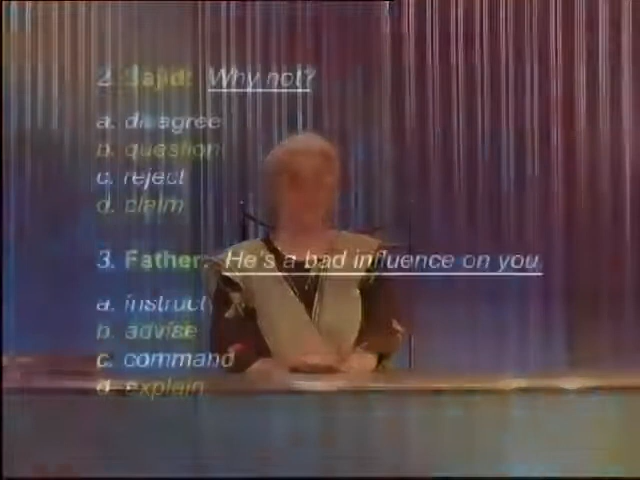 2. Sajid: Why not?
a. disagree
b. question
c. reject
d. claim
3. Father: He's a bad influence on you.
a. instruct
b. advise
c. command
d. explain